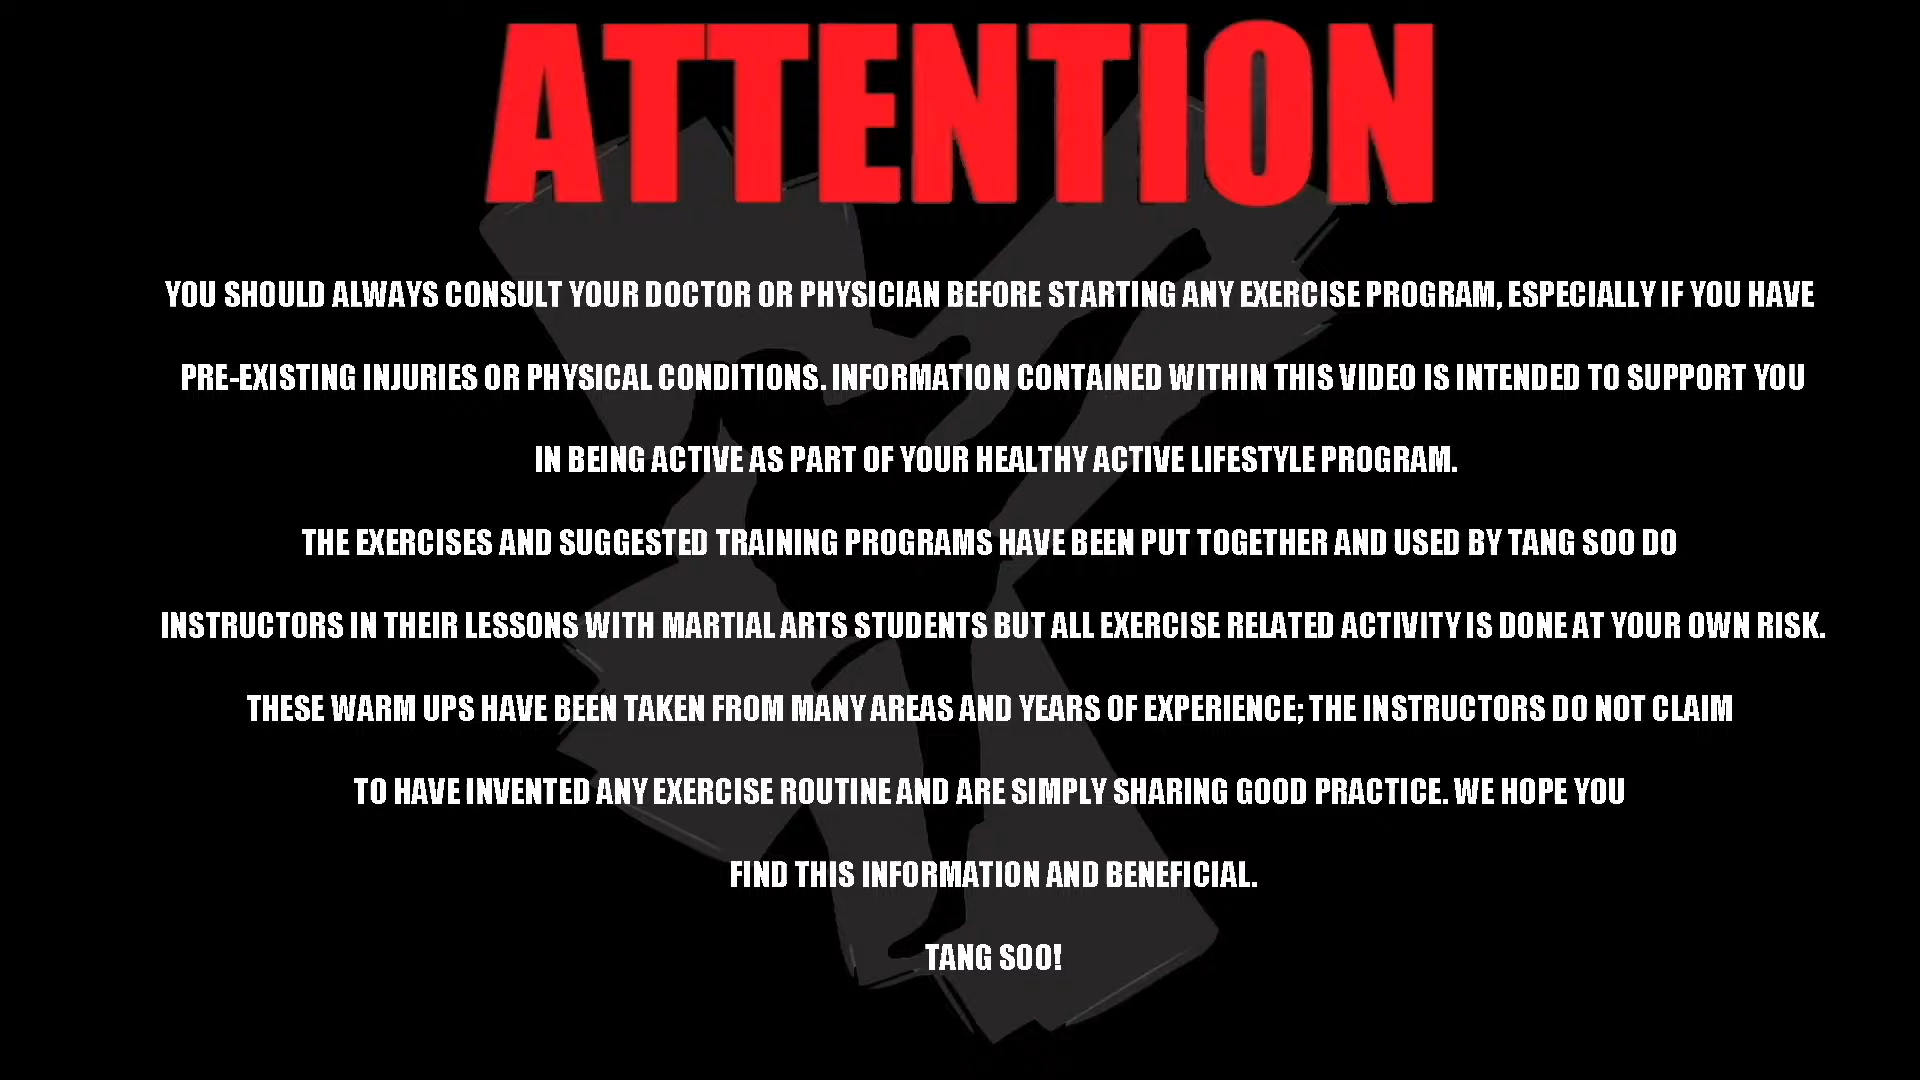 ATTENTION
YOU SHOULD ALWAYS CONSULT YOUR DOCTOR OR PHYSICIAN BEFORE STARTING ANY EXERCISE PROGRAM, ESPECIALLY IF YOU HAVE
PRE-EXISTING INJURIES OR PHYSICAL CONDITIONS. INFORMATION CONTAINED WITHIN THIS VIDEO IS INTENDED TO SUPPORT YOU
IN BEING ACTIVE AS PART OF YOUR HEALTHY ACTIVE LIFESTYLE PROGRAM.
THE EXERCISES AND SUGGESTED TRAINING PROGRAMS HAVE BEEN PUT TOGETHER AND USED BY TANG SOO DO
INSTRUCTORS IN THEIR LESSONS WITH MARTIAL ARTS STUDENTS BUT ALL EXERCISE RELATED ACTIVITY IS DONE AT YOUR OWN RISK.
THESE WARM UPS HAVE BEEN TAKEN FROM MANY AREAS AND YEARS OF EXPERIENCE; THE INSTRUCTORS DO NOT CLAIM
TO HAVE INVENTED ANY EXERCISE ROUTINE AND ARE SIMPLY SHARING GOOD PRACTICE. WE HOPE YOU
FIND THIS INFORMATION AND BENEFICIAL.
TANG SOO!